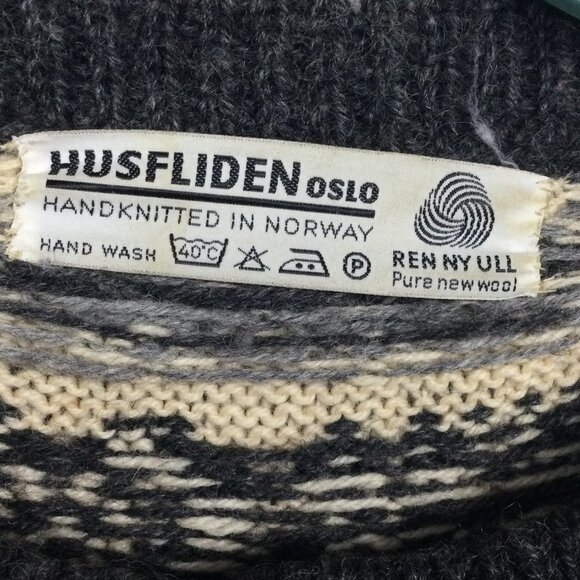 HUSFLIDEN OSLO
HANDKNITTED IN NORWAY
HAND WASH 40°C P
REN NY ULL
Pure new wool